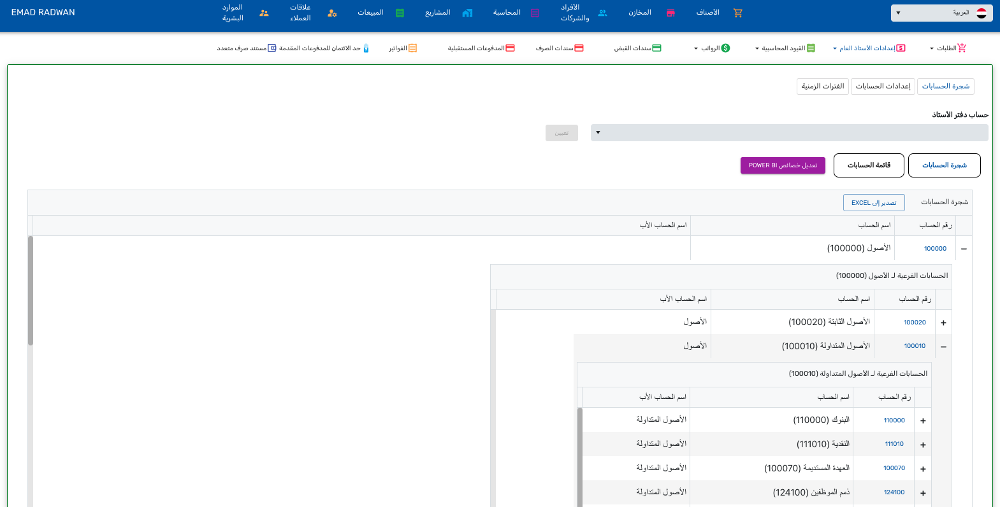 EMAD RADWAN
العربية
الأصناف
المخازن
الأفراد والشركات
المحاسبة
المشاريع
المبيعات
علاقات العملاء
الموارد البشرية
الطلبات
إعدادات الأستاذ العام
القيود المحاسبية
الرواتب
سندات القبض
سندات الصرف
المدفوعات المستقبلية
الفواتير
حد الائتمان للمدفوعات المقدمة
مستند صرف متعدد
شجرة الحسابات
إعدادات الحسابات
الفترات الزمنية
حساب دفتر الأستاذ
تعيين
شجرة الحسابات
قائمة الحسابات
تعديل خصائص POWER BI
شجرة الحسابات
تصدير إلى EXCEL
رقم الحساب اسم الحساب اسم الحساب الأب
100000 الأصول (100000)
الحسابات الفرعية لـ الأصول (100000)
رقم الحساب اسم الحساب اسم الحساب الأب
100020 الأصول الثابتة (100020) الأصول
100010 الأصول المتداولة (100010) الأصول
الحسابات الفرعية لـ الأصول المتداولة (100010)
رقم الحساب اسم الحساب اسم الحساب الأب
110000 البنوك (110000) الأصول المتداولة
111010 النقدية (111010) الأصول المتداولة
100070 العهدة المستديمة (100070) الأصول المتداولة
124100 ذمم الموظفين (124100) الأصول المتداولة